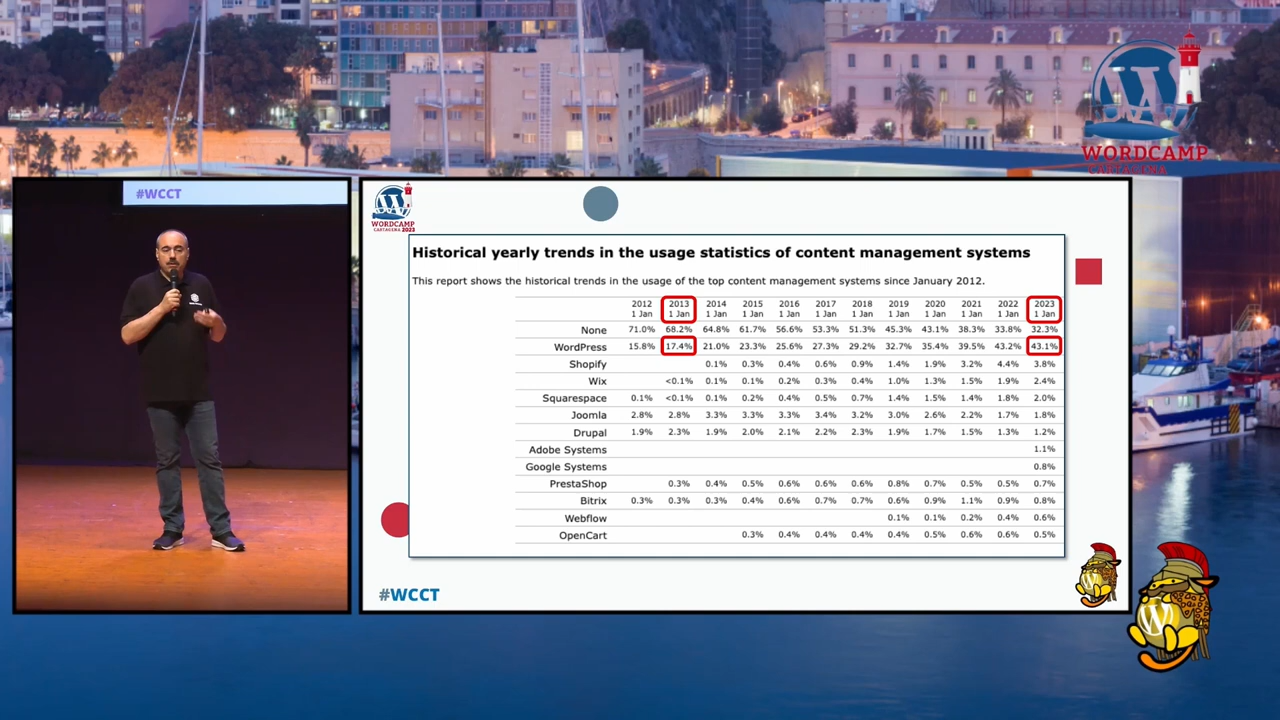 WORDCAMP
CARTAGENA
#WCCT
WORDCAMP
CARTAGENA 2023
Historical yearly trends in the usage statistics of content management systems
This report shows the historical trends in the usage of the top content management systems since January 2012.
2012 2013 2014 2015 2016 2017 2018 2019 2020 2021 2022 2023
1 Jan 1 Jan 1 Jan 1 Jan 1 Jan 1 Jan 1 Jan 1 Jan 1 Jan 1 Jan 1 Jan 1 Jan
None 71.0% 68.2% 64.8% 61.7% 56.6% 53.3% 51.3% 45.3% 43.1% 38.3% 33.8% 32.3%
WordPress 15.8% 17.4% 21.0% 23.3% 25.6% 27.3% 29.2% 32.7% 35.4% 39.5% 43.2% 43.1%
Shopify 0.1% 0.3% 0.4% 0.6% 0.9% 1.4% 1.9% 3.2% 4.4% 3.8%
Wix <0.1% 0.1% 0.1% 0.2% 0.3% 0.4% 1.0% 1.3% 1.5% 1.9% 2.4%
Squarespace 0.1% <0.1% 0.1% 0.2% 0.4% 0.5% 0.7% 1.4% 1.5% 1.4% 1.8% 2.0%
Joomla 2.8% 2.8% 3.3% 3.3% 3.3% 3.4% 3.2% 3.0% 2.6% 2.2% 1.7% 1.8%
Drupal 1.9% 2.3% 1.9% 2.0% 2.1% 2.2% 2.3% 1.9% 1.7% 1.5% 1.3% 1.2%
Adobe Systems 1.1%
Google Systems 0.8%
PrestaShop 0.3% 0.4% 0.5% 0.6% 0.6% 0.6% 0.8% 0.7% 0.5% 0.5% 0.7%
Bitrix 0.3% 0.3% 0.3% 0.4% 0.6% 0.7% 0.7% 0.6% 0.9% 1.1% 0.9% 0.8%
Webflow 0.1% 0.1% 0.2% 0.4% 0.6%
OpenCart 0.3% 0.4% 0.4% 0.4% 0.4% 0.5% 0.6% 0.6% 0.5%
#WCCT